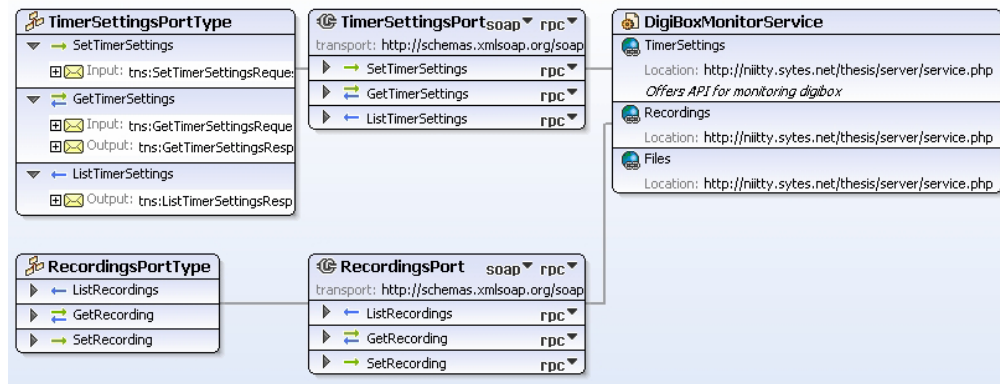 TimerSettingsPortType
SetTimerSettings
Input: tns:SetTimerSettingsReque
GetTimerSettings
Input: tns:GetTimerSettingsReque
Output: tns:GetTimerSettingsResp
ListTimerSettings
Output: tns:ListTimerSettingsResp
TimerSettingsPort soap rpc
transport: http://schemas.xmlsoap.org/soap
SetTimerSettings rpc
GetTimerSettings rpc
ListTimerSettings rpc
DigiBoxMonitorService
TimerSettings
Location: http://niitty.sytes.net/thesis/server/service.php
Offers API for monitoring digibox
Recordings
Location: http://niitty.sytes.net/thesis/server/service.php
Files
Location: http://niitty.sytes.net/thesis/server/service.php
RecordingsPortType
ListRecordings
GetRecording
SetRecording
RecordingsPort soap rpc
transport: http://schemas.xmlsoap.org/soap
ListRecordings rpc
GetRecording rpc
SetRecording rpc